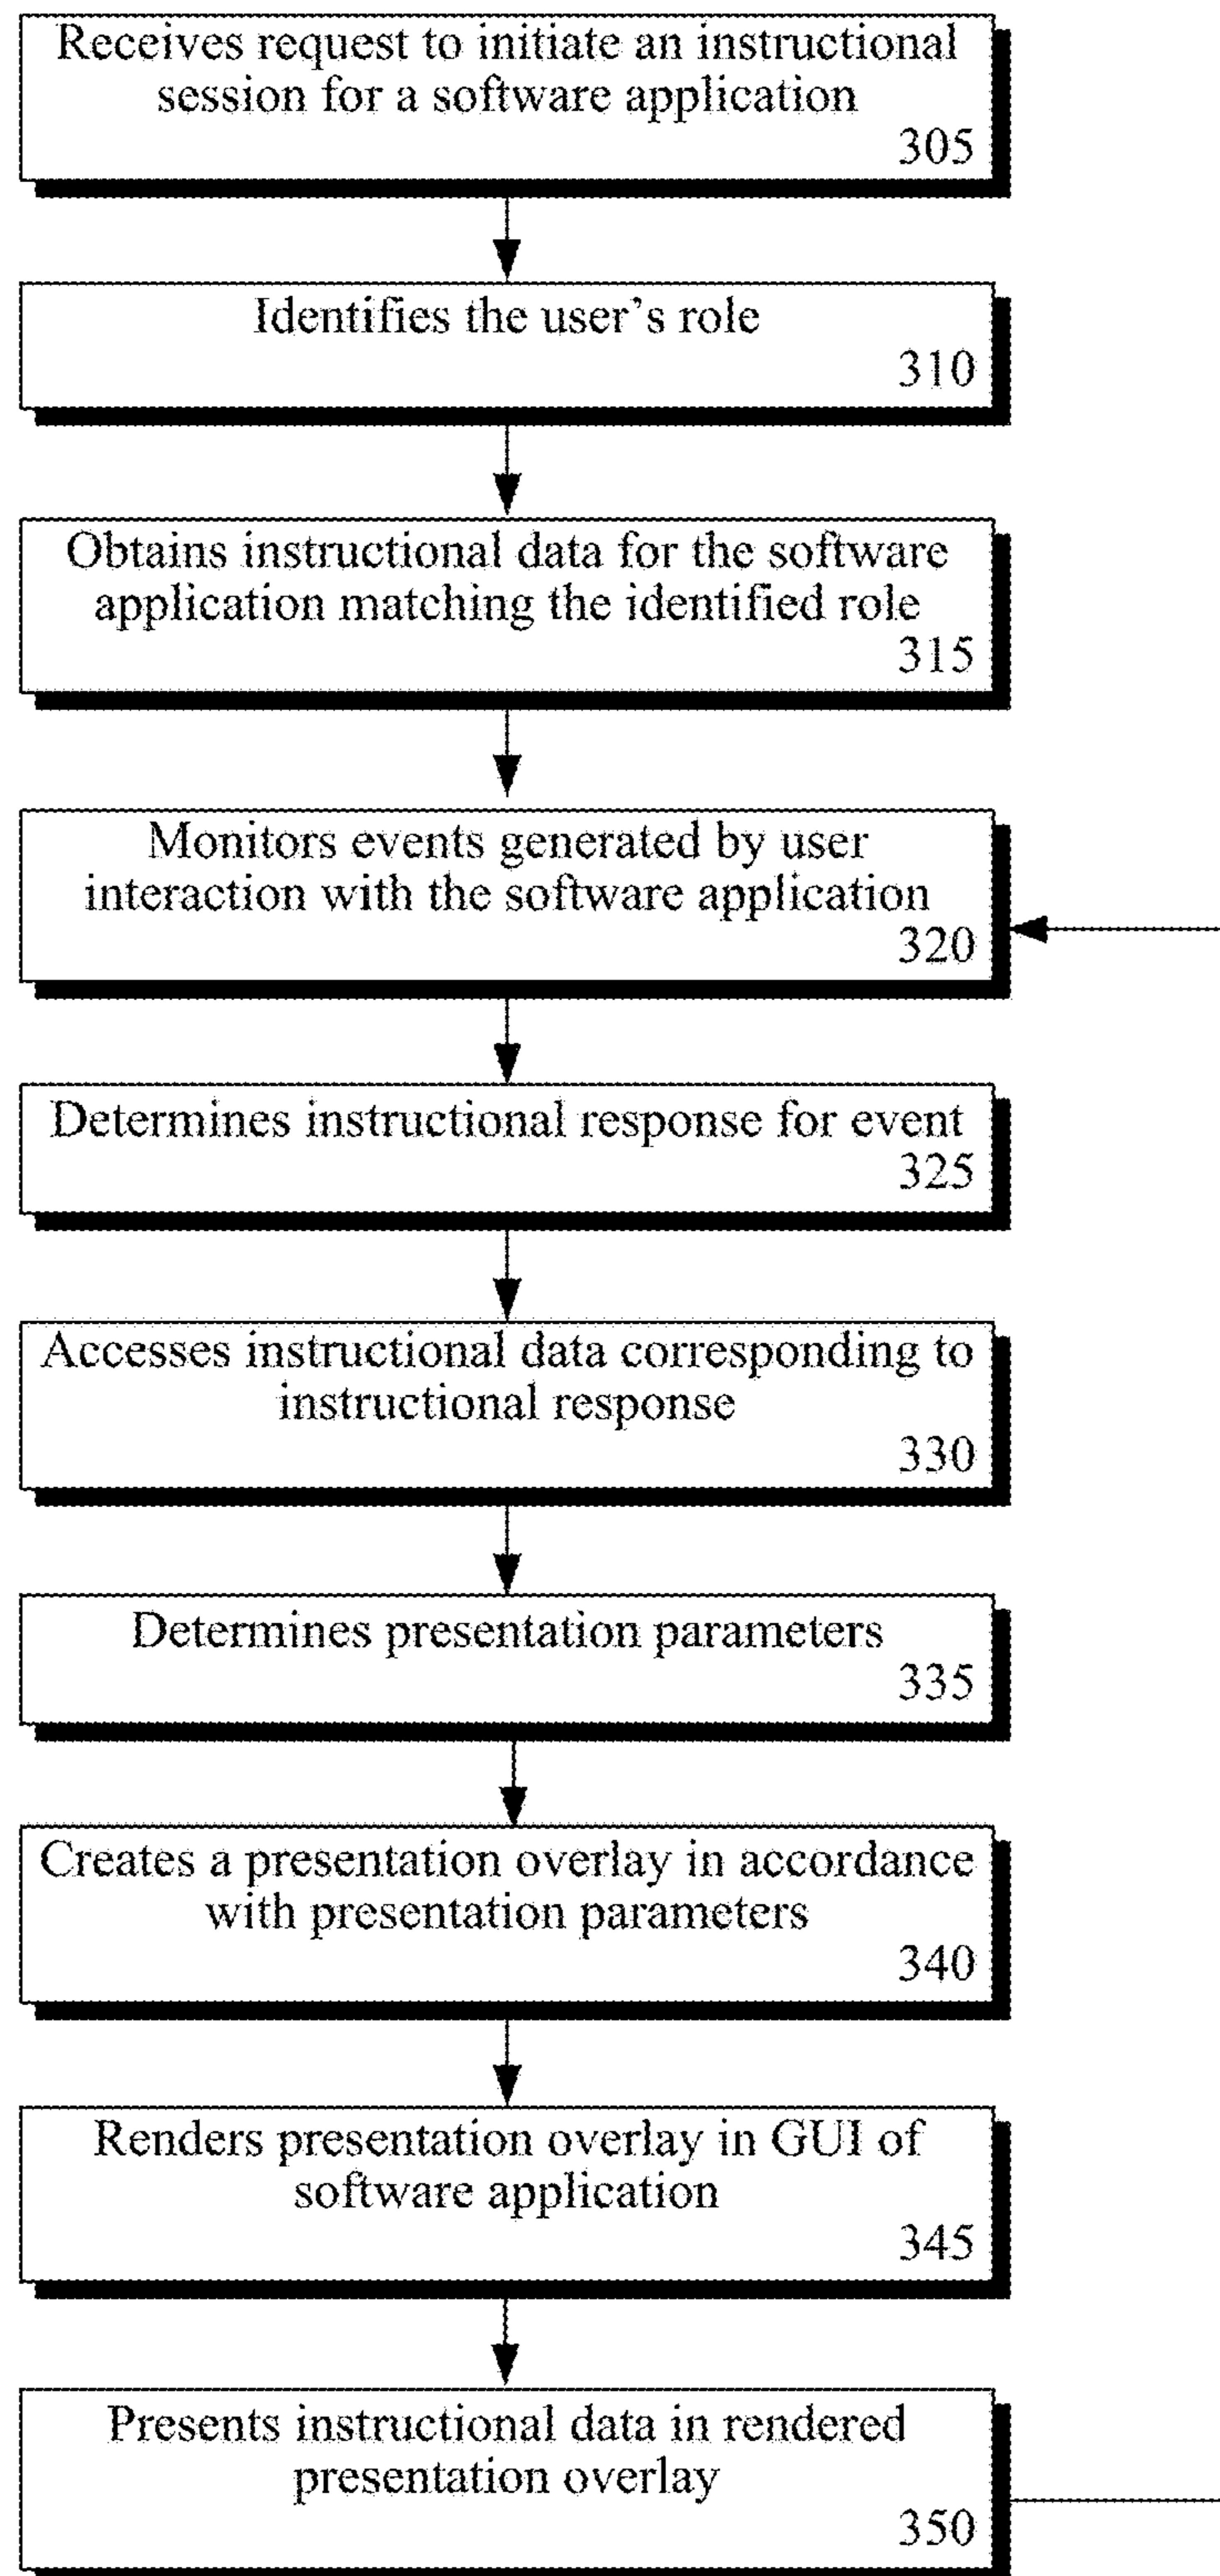 Receives request to initiate an instructional
session for a software application
305
Identifies the user's role
310
Obtains instructional data for the software
application matching the identified role
315
Monitors events generated by user
interaction with the software application
320
Determines instructional response for event
325
Accesses instructional data corresponding to
instructional response
330
Determines presentation parameters
335
Creates a presentation overlay in accordance
with presentation parameters
340
Renders presentation overlay in GUI of
software application
345
Presents instructional data in rendered
presentation overlay
350